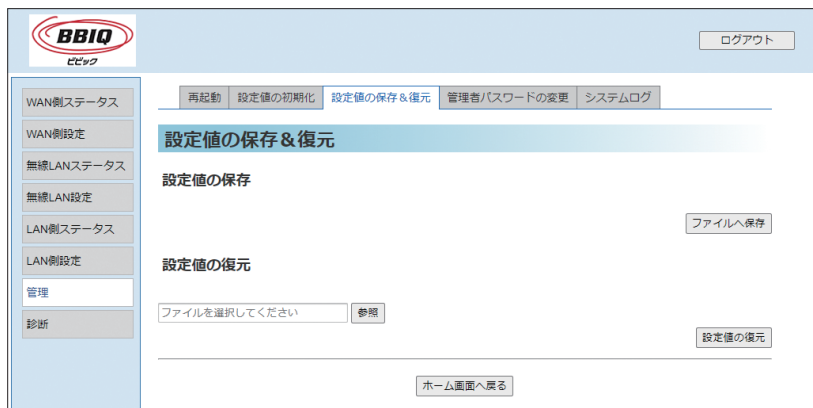 BBIQ
ビビック
ログアウト
WAN側ステータス
WAN側設定
無線LANステータス
無線LAN設定
LAN側ステータス
LAN側設定
管理
診断
再起動 設定値の初期化 設定値の保存&復元 管理者パスワードの変更 システムログ
設定値の保存&復元
設定値の保存
ファイルへ保存
設定値の復元
ファイルを選択してください 参照
設定値の復元
ホーム画面へ戻る